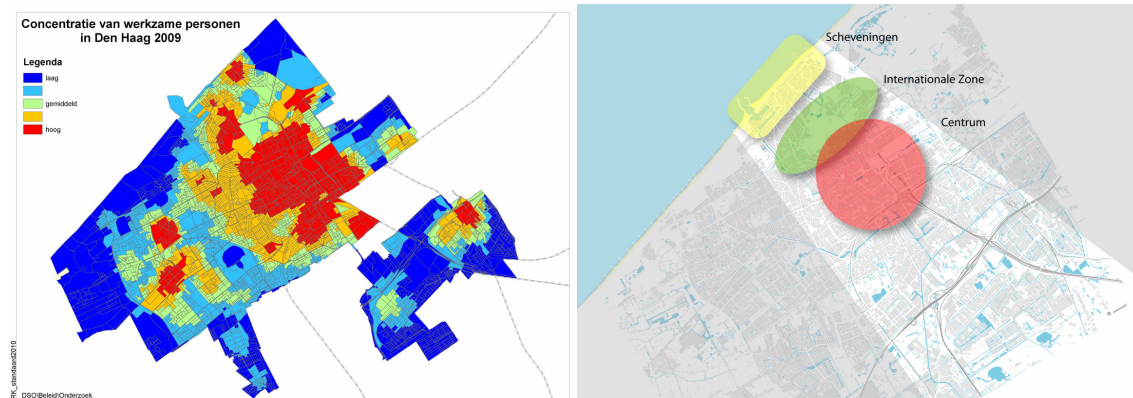 Concentratie van werkzame personen
in Den Haag 2009
Legenda
laag
gemiddeld
hoog
RK_standaard2010
DSO\Beleid\Onderzoek
Scheveningen
Internationale Zone
Centrum